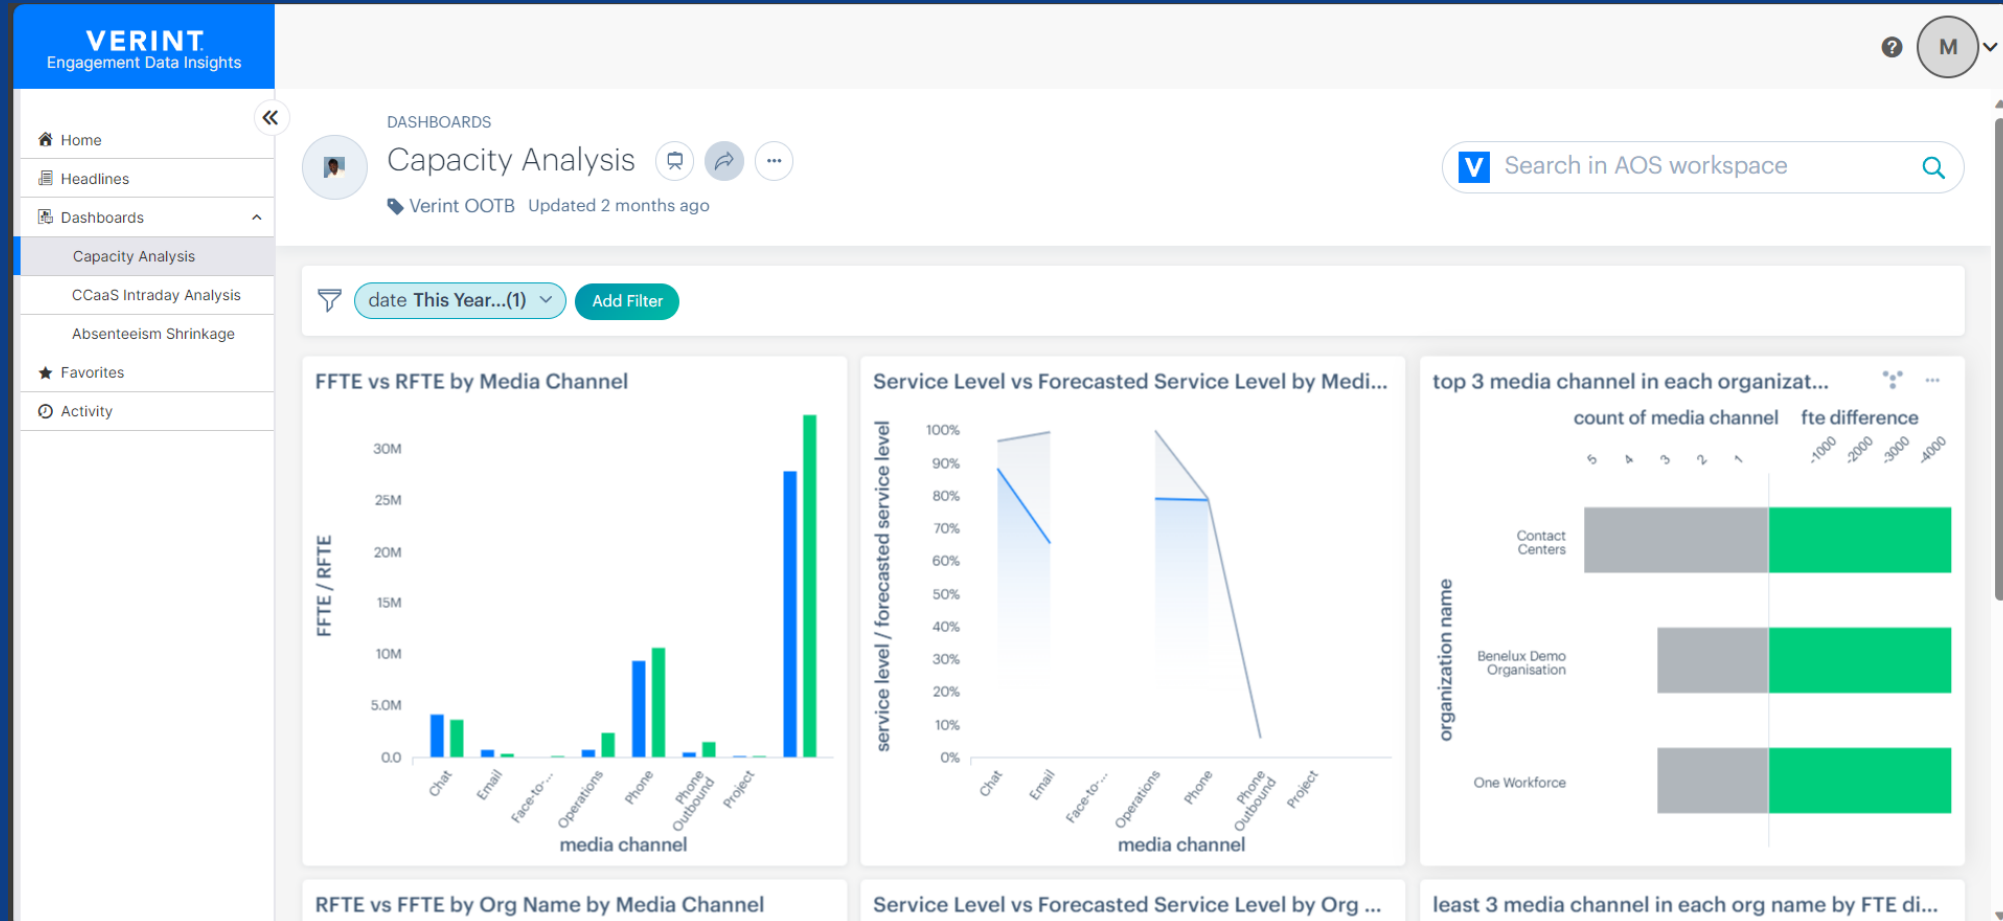 VERINT
Engagement Data Insights
M
Home
Headlines
Dashboards
Capacity Analysis
CCaaS Intraday Analysis
Absenteeism Shrinkage
Favorites
Activity
DASHBOARDS
Capacity Analysis
Verint OOTB Updated 2 months ago
V Search in AOS workspace
date This Year...(1)
Add Filter
FFTE vs RFTE by Media Channel
FFTE / RFTE
30M
25M
20M
15M
10M
5.0M
0.0
Chat
Email
Face-to-...
Operations
Phone
Phone
Outbound
Project
media channel
Service Level vs Forecasted Service Level by Medi...
service level / forecasted service level
100%
90%
80%
70%
60%
50%
40%
30%
20%
10%
0%
Chat
Email
Face-to-...
Operations
Phone
Phone
Outbound
Project
media channel
top 3 media channel in each organizat...
count of media channel fte difference
5 4 3 2 1 -1000 -2000 -3000 -4000
organization name
Contact
Centers
Benelux Demo
Organisation
One Workforce
RFTE vs FFTE by Org Name by Media Channel
Service Level vs Forecasted Service Level by Org ...
least 3 media channel in each org name by FTE di...